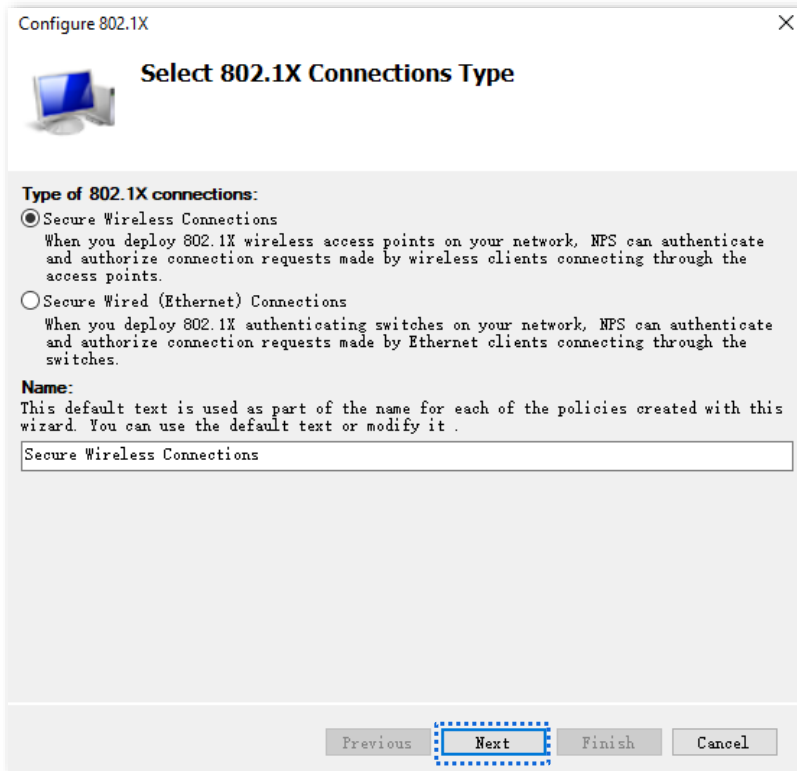 Configure 802.1X
Select 802.1X Connections Type
Type of 802.1X connections:
Secure Wireless Connections
When you deploy 802.1X wireless access points on your network, NPS can authenticate
and authorize connection requests made by wireless clients connecting through the
access points.
Secure Wired (Ethernet) Connections
When you deploy 802.1X authenticating switches on your network, NPS can authenticate
and authorize connection requests made by Ethernet clients connecting through the
switches.
Name:
This default text is used as part of the name for each of the policies created with this
wizard. You can use the default text or modify it .
Secure Wireless Connections
Previous Next Finish Cancel